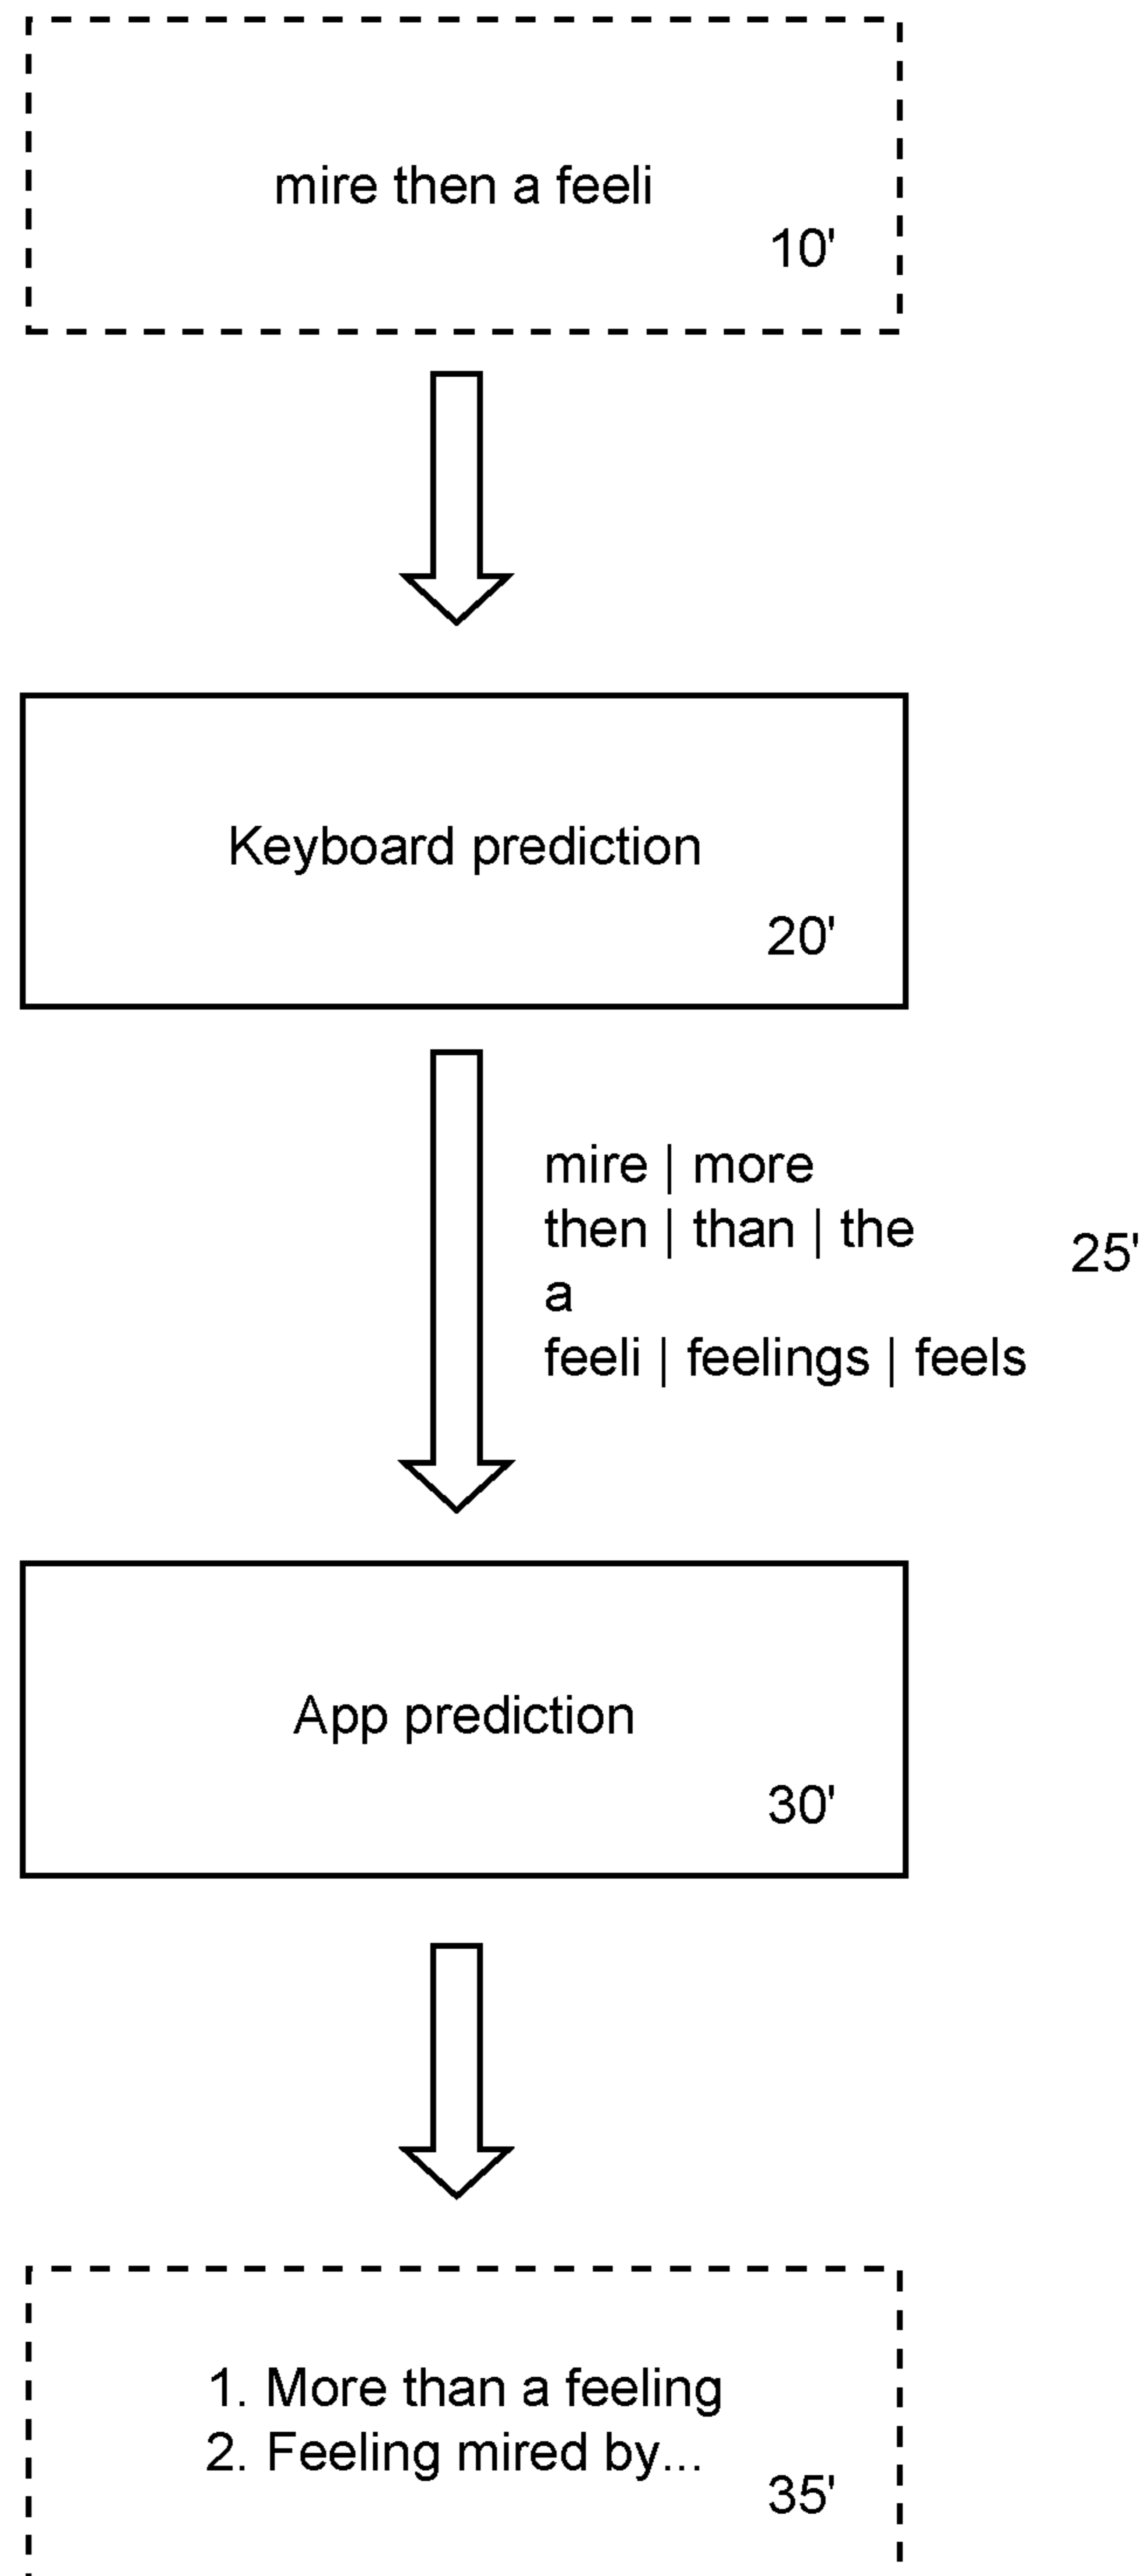 mire then a feeli
10'
Keyboard prediction
20'
mire | more
then | than | the
25'
a
feeli | feelings | feels
App prediction
30'
1. More than a feeling
2. Feeling mired by...
35'